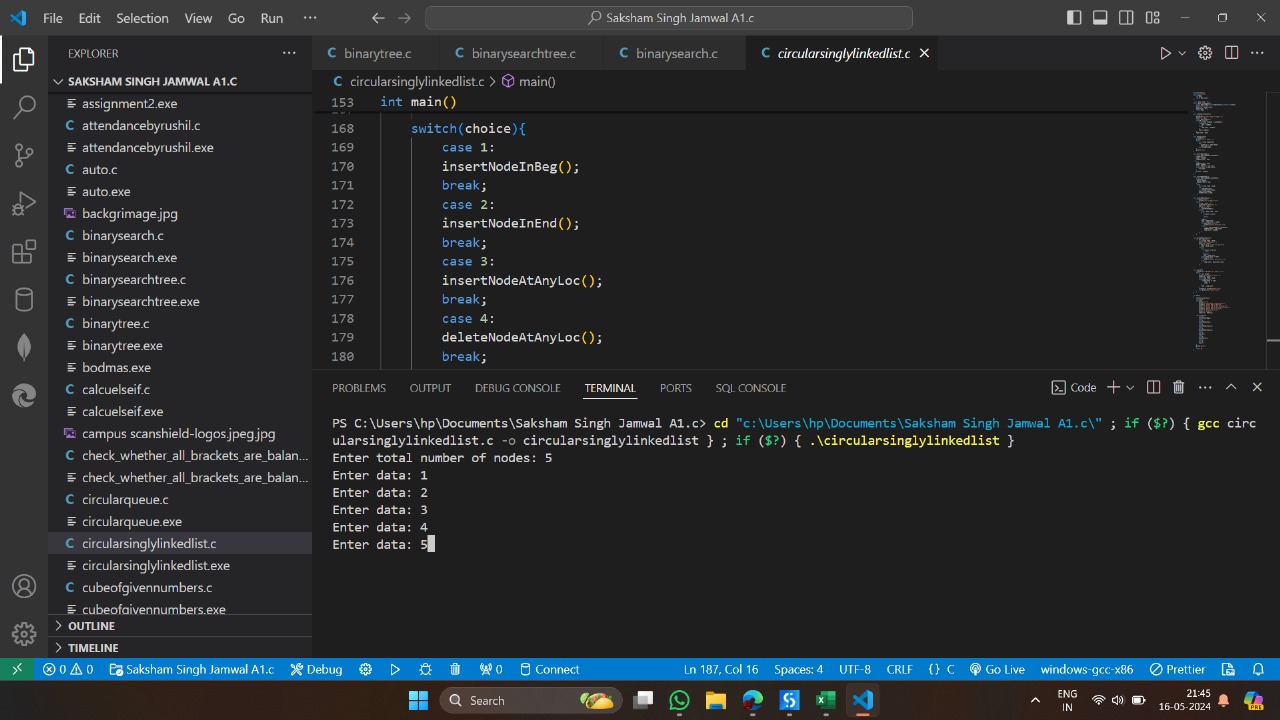 File Edit Selection View Go Run ··· Saksham Singh Jamwal A1.c
EXPLORER ···
SAKSHAM SINGH JAMWAL A1.C
assignment2.exe
C attendancebyrushil.c
attendancebyrushil.exe
C auto.c
auto.exe
backgrimage.jpg
C binarysearch.c
binarysearch.exe
C binarysearchtree.c
binarysearchtree.exe
C binarytree.c
binarytree.exe
bodmas.exe
C calcuelseif.c
calcuelseif.exe
campus scanshield-logos.jpeg.jpg
C check_whether_all_brackets_are_balan...
check_whether_all_brackets_are_balan...
C circularqueue.c
circularqueue.exe
C circularsinglylinkedlist.c
circularsinglylinkedlist.exe
C cubeofgivennumbers.c
cubeofgivennumbers.exe
OUTLINE
TIMELINE
C binarytree.c C binarysearchtree.c C binarysearch.c C circularsinglylinkedlist.c
C circularsinglylinkedlist.c > main()
153 int main()
168 switch(choice){
169 case 1:
170 insertNodeInBeg();
171 break;
172 case 2:
173 insertNodeInEnd();
174 break;
175 case 3:
176 insertNodeAtAnyLoc();
177 break;
178 case 4:
179 deleteNodeAtAnyLoc();
180 break;
PROBLEMS OUTPUT DEBUG CONSOLE TERMINAL PORTS SQL CONSOLE Code
PS C:\Users\hp\Documents\Saksham Singh Jamwal A1.c> cd "c:\Users\hp\Documents\Saksham Singh Jamwal A1.c\" ; if ($?) { gcc circ
ularsinglylinkedlist.c -o circularsinglylinkedlist } ; if ($?) { .\circularsinglylinkedlist }
Enter total number of nodes: 5
Enter data: 1
Enter data: 2
Enter data: 3
Enter data: 4
Enter data: 5
0 0 Saksham Singh Jamwal A1.c Debug 0 Connect Ln 187, Col 16 Spaces: 4 UTF-8 CRLF {} C Go Live windows-gcc-x86 Prettier
Search ENG 21:45
IN 16-05-2024